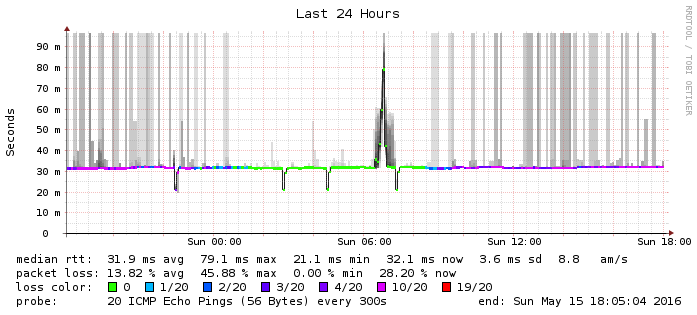 Last 24 Hours
RRDTOOL / TOBI OETIKER
Seconds
90 m
80 m
70 m
60 m
50 m
40 m
30 m
20 m
10 m
0
Sun 00:00 Sun 06:00 Sun 12:00 Sun 18:00
median rtt: 31.9 ms avg 79.1 ms max 21.1 ms min 32.1 ms now 3.6 ms sd 8.8 am/s
packet loss: 13.82 % avg 45.88 % max 0.00 % min 28.20 % now
loss color: 0 1/20 2/20 3/20 4/20 10/20 19/20
probe: 20 ICMP Echo Pings (56 Bytes) every 300s end: Sun May 15 18:05:04 2016